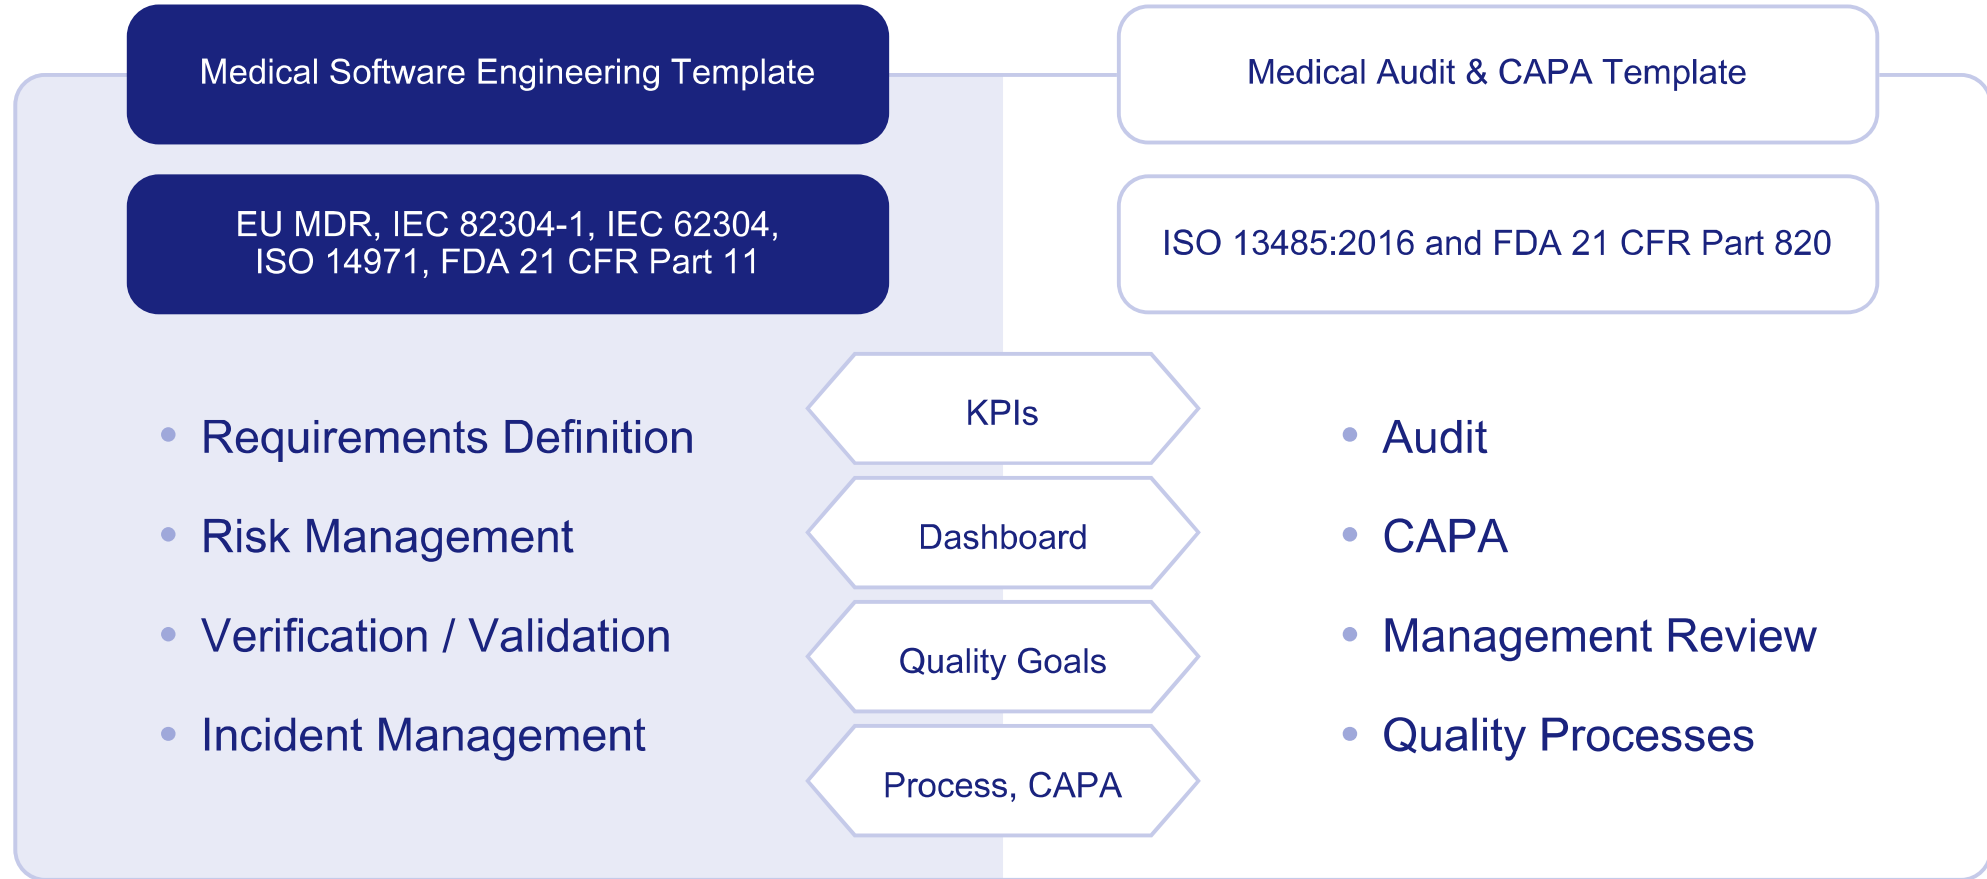 Medical Software Engineering Template
EU MDR, IEC 82304-1, IEC 62304,
ISO 14971, FDA 21 CFR Part 11
• Requirements Definition
• Risk Management
• Verification / Validation
• Incident Management
KPIs
Dashboard
Quality Goals
Process, CAPA
Medical Audit & CAPA Template
ISO 13485:2016 and FDA 21 CFR Part 820
• Audit
• CAPA
• Management Review
• Quality Processes